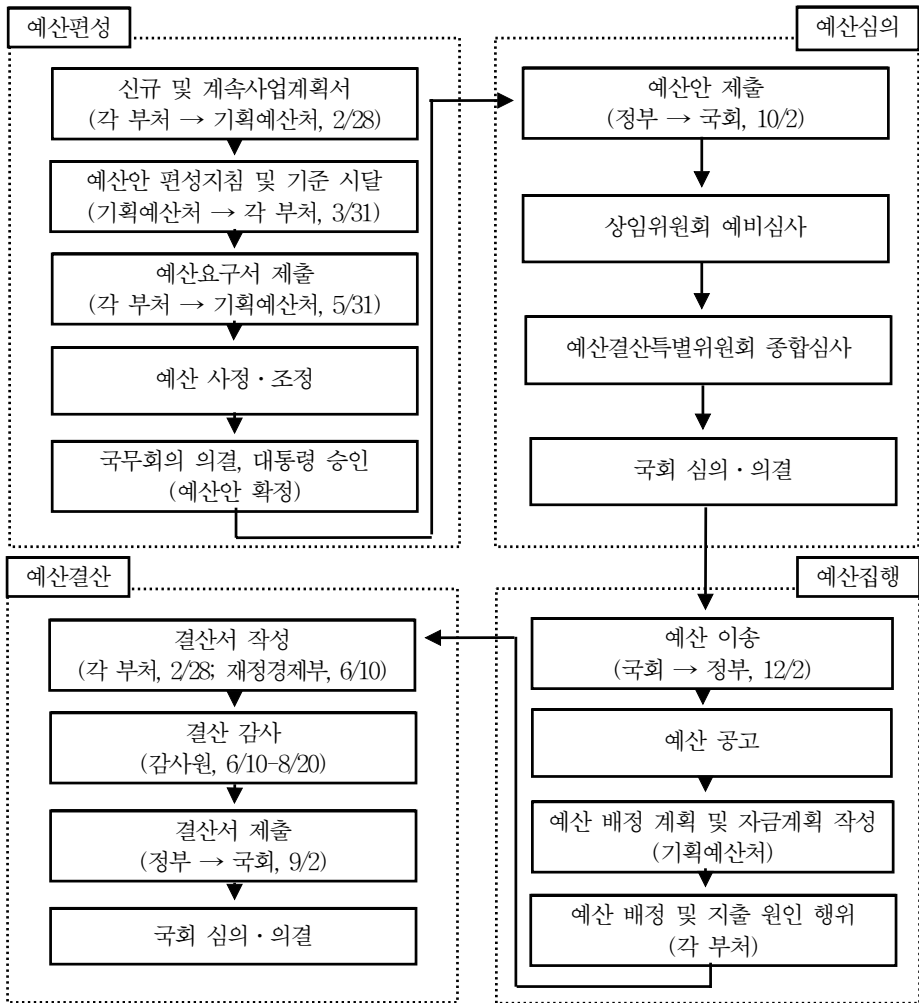 예산편성
신규 및 계속사업계획서
(각 부처 → 기획예산처, 2/28)
예산안 편성지침 및 기준 시달
(기획예산처 → 각 부처, 3/31)
예산요구서 제출
(각 부처 → 기획예산처, 5/31)
예산 사정·조정
국무회의 의결, 대통령 승인
(예산안 확정)
예산심의
예산안 제출
(정부 → 국회, 10/2)
상임위원회 예비심사
예산결산특별위원회 종합심사
국회 심의·의결
예산집행
예산 이송
(국회 → 정부, 12/2)
예산 공고
예산 배정 계획 및 자금계획 작성
(기획예산처)
예산 배정 및 지출 원인 행위
(각 부처)
예산결산
결산서 작성
(각 부처, 2/28; 재정경제부, 6/10)
결산 감사
(감사원, 6/10-8/20)
결산서 제출
(정부 → 국회, 9/2)
국회 심의·의결